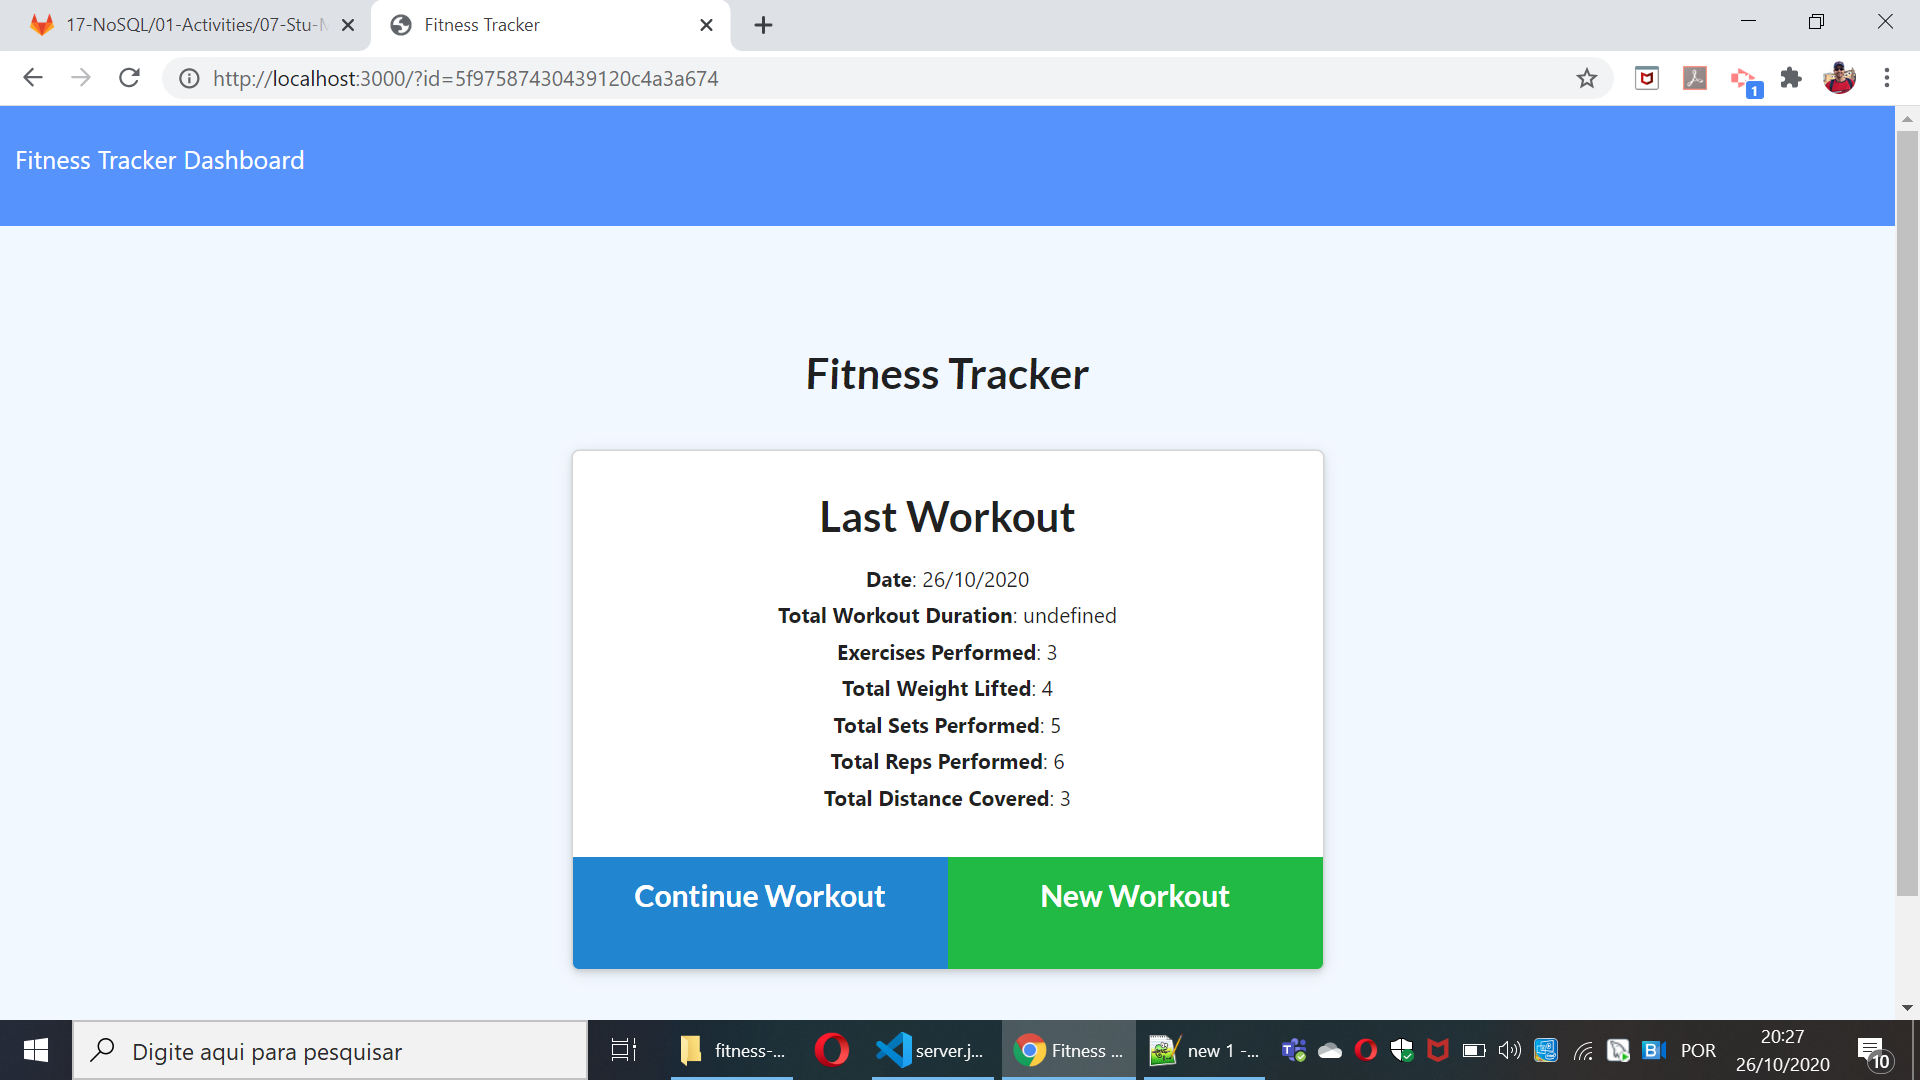 17-NoSQL/01-Activities/07-Stu-M
Fitness Tracker
http://localhost:3000/?id=5f97587430439120c4a3a674
1
Fitness Tracker Dashboard
Fitness Tracker
Last Workout
Date: 26/10/2020
Total Workout Duration: undefined
Exercises Performed: 3
Total Weight Lifted: 4
Total Sets Performed: 5
Total Reps Performed: 6
Total Distance Covered: 3
Continue Workout
New Workout
Digite aqui para pesquisar
fitness-...
server.j...
Fitness ...
new 1 -...
POR
20:27
26/10/2020
10